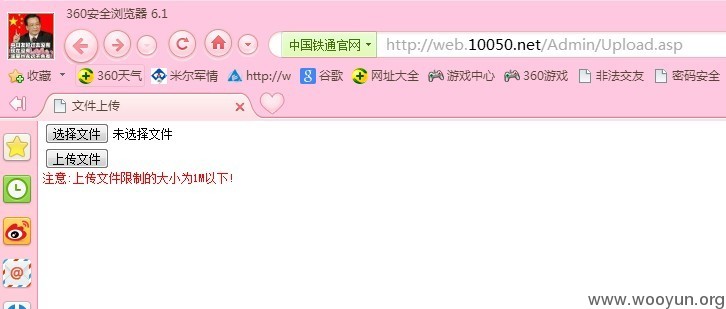 360安全浏览器 6.1
中国铁通官网 http://web.10050.net/Admin/Upload.asp
收藏 360天气 米尔军情 http://w 谷歌 网址大全 游戏中心 360游戏 非法交友 密码安全
文件上传
选择文件 未选择文件
上传文件
注意:上传文件限制的大小为1M以下!
www.wooyun.org